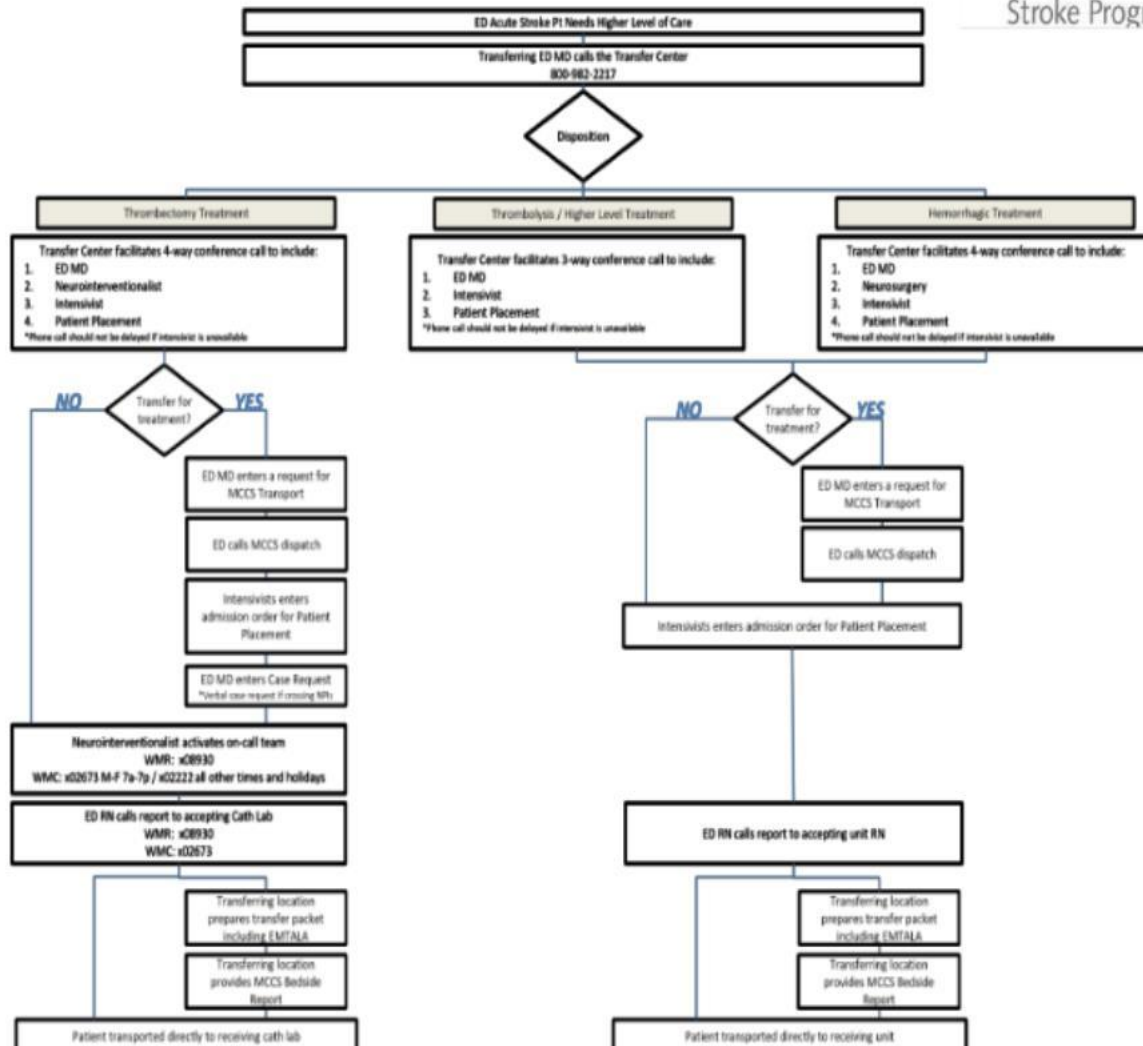 Stroke Progr
ED Acute Stroke Pt Needs Higher Level of Care
Transferring ED MD calls the Transfer Center
800-982-2217
Disposition
Thrombectomy Treatment
Transfer Center facilitates 4-way conference call to include:
1. ED MD
2. Neurointerventionalist
3. Intensivist
4. Patient Placement
*Phone call should not be delayed if intensivist is unavailable
Thrombolysis / Higher Level Treatment
Transfer Center facilitates 3-way conference call to include:
1. ED MD
2. Intensivist
3. Patient Placement
*Phone call should not be delayed if intensivist is unavailable
Hemorrhagic Treatment
Transfer Center facilitates 4-way conference call to include:
1. ED MD
2. Neurosurgery
3. Intensivist
4. Patient Placement
*Phone call should not be delayed if intensivist is unavailable
NO
Transfer for
treatment?
YES
ED MD enters a request for
MCCS Transport
ED calls MCCS dispatch
Intensivists enters
admission order for Patient
Placement
ED MD enters Case Request
*Verbal case request if crossing NPIs
Neurointerventionalist activates on-call team
WMR: x08930
WMC: x02673 M-F 7a-7p / x02222 all other times and holidays
ED RN calls report to accepting Cath Lab
WMR: x08930
WMC: x02673
Transferring location
prepares transfer packet
including EMTALA
Transferring location
provides MCCS Bedside
Report
Patient transported directly to receiving cath lab
NO
Transfer for
treatment?
YES
ED MD enters a request for
MCCS Transport
ED calls MCCS dispatch
Intensivists enters admission order for Patient Placement
ED RN calls report to accepting unit RN
Transferring location
prepares transfer packet
including EMTALA
Transferring location
provides MCCS Bedside
Report
Patient transported directly to receiving unit